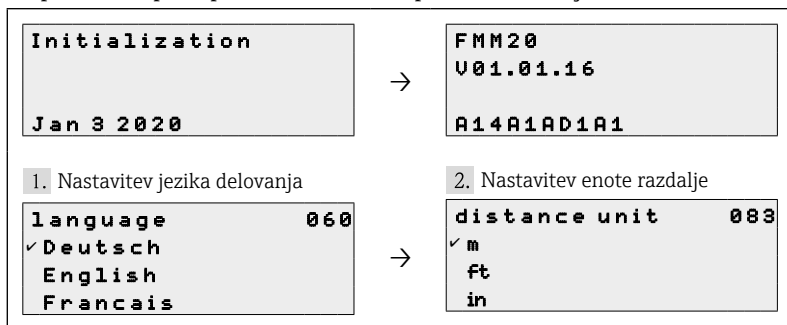 Initialization
Jan 3 2020
→
FMM20
V01.01.16
A14A1AD1A1
1. Nastavitev jezika delovanja
language 060
✓Deutsch
English
Francais
→
2. Nastavitev enote razdalje
distance unit 083
✓ m
ft
in